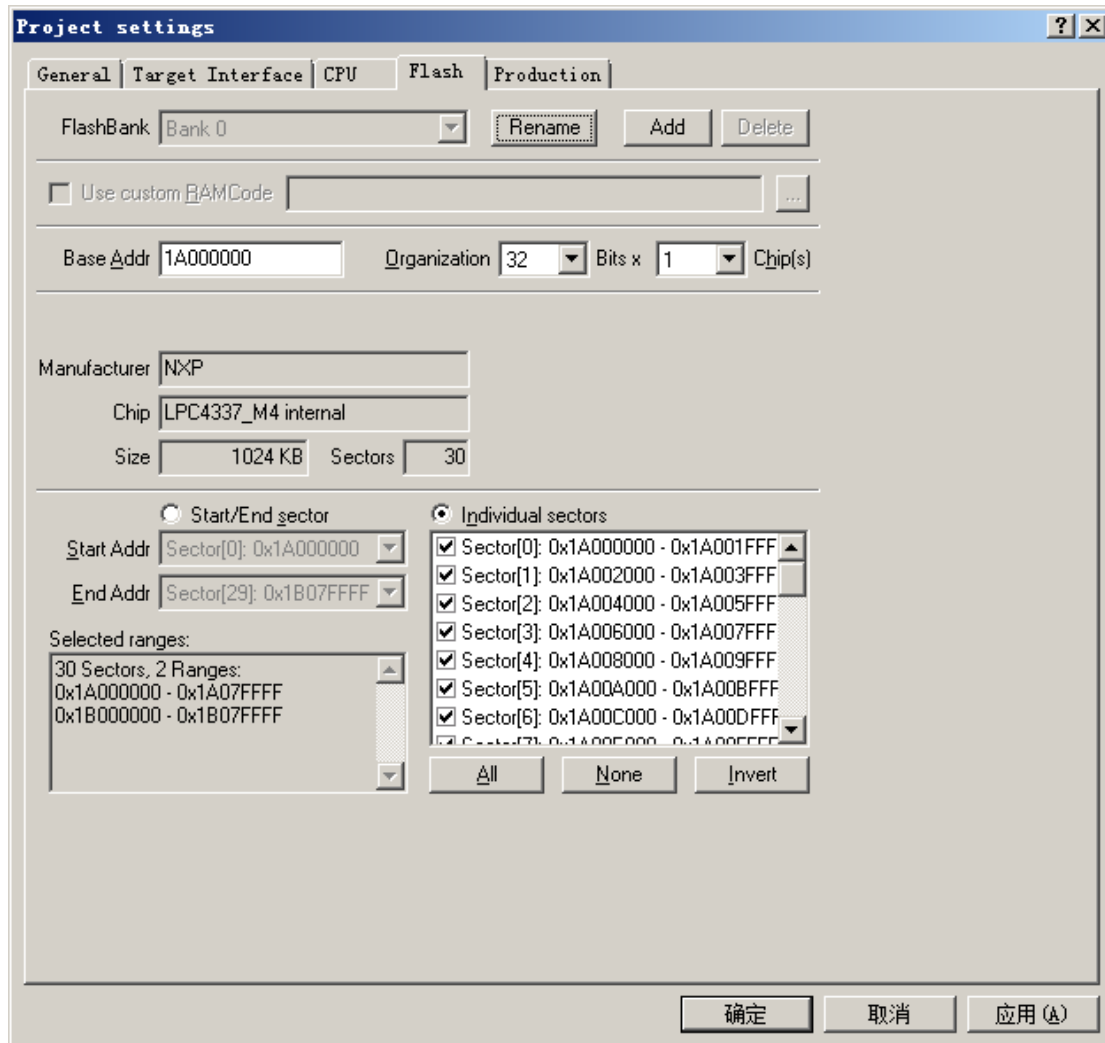 Project settings
General Target Interface CPU Flash Production
FlashBank Bank 0 Rename Add Delete
Use custom RAMCode ...
Base Addr 1A000000 Organization 32 Bits x 1 Chip(s)
Manufacturer NXP
Chip LPC4337_M4 internal
Size 1024 KB Sectors 30
Start/End sector
Start Addr Sector[0]: 0x1A000000
End Addr Sector[29]: 0x1B07FFFF
Selected ranges:
30 Sectors, 2 Ranges:
0x1A000000 - 0x1A07FFFF
0x1B000000 - 0x1B07FFFF
Individual sectors
Sector[0]: 0x1A000000 - 0x1A001FFF
Sector[1]: 0x1A002000 - 0x1A003FFF
Sector[2]: 0x1A004000 - 0x1A005FFF
Sector[3]: 0x1A006000 - 0x1A007FFF
Sector[4]: 0x1A008000 - 0x1A009FFF
Sector[5]: 0x1A00A000 - 0x1A00BFFF
Sector[6]: 0x1A00C000 - 0x1A00DFFF
Sector[7]: 0x1A00E000 - 0x1A00FFFF
All None Invert
确定 取消 应用(A)